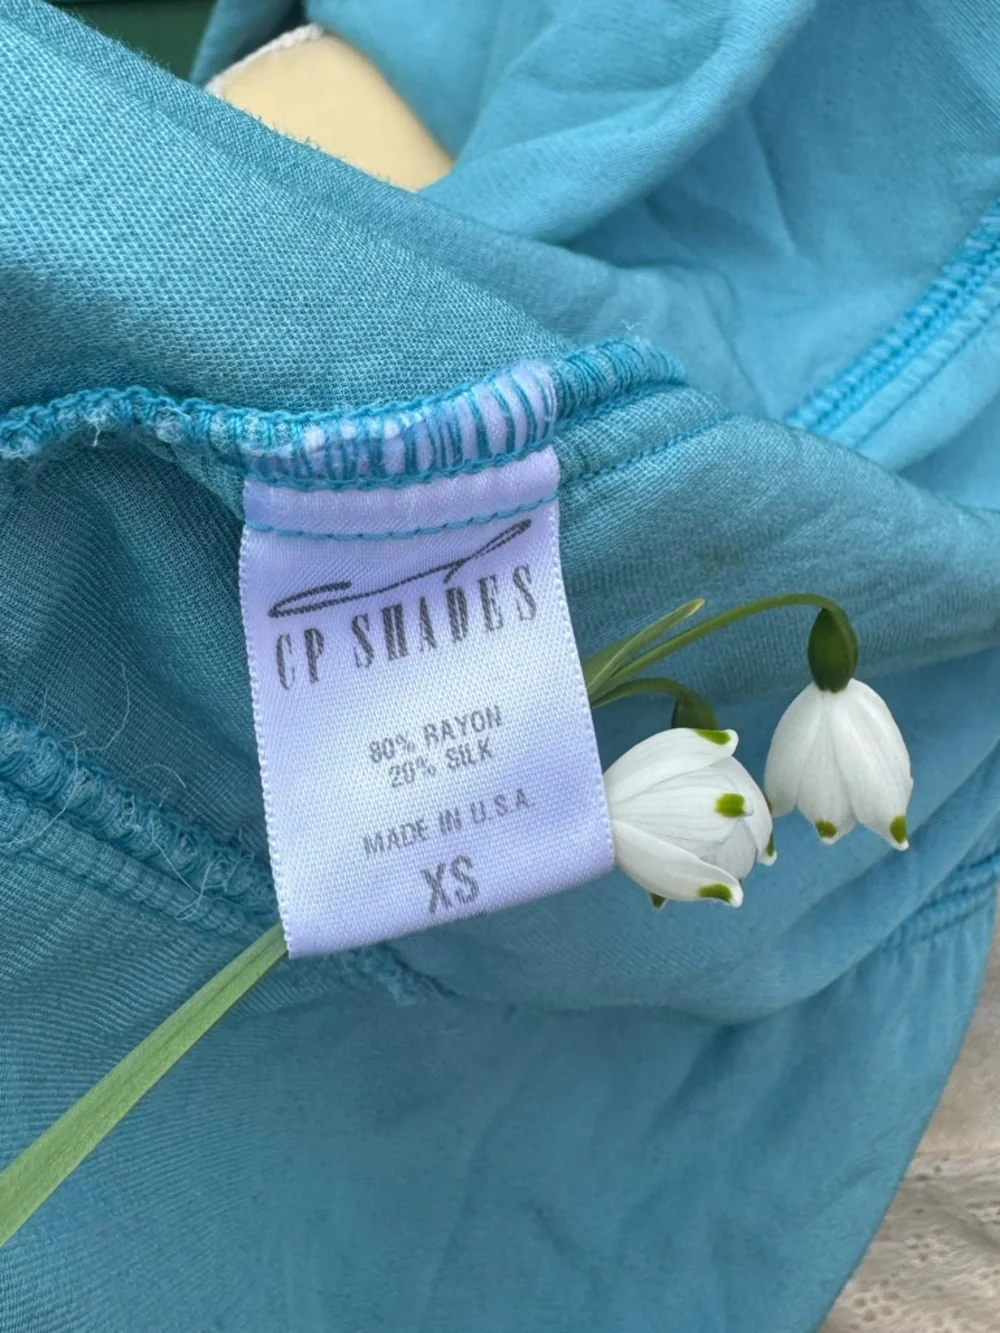 CP SHADES
80% RAYON
20% SILK
MADE IN U.S.A.
XS